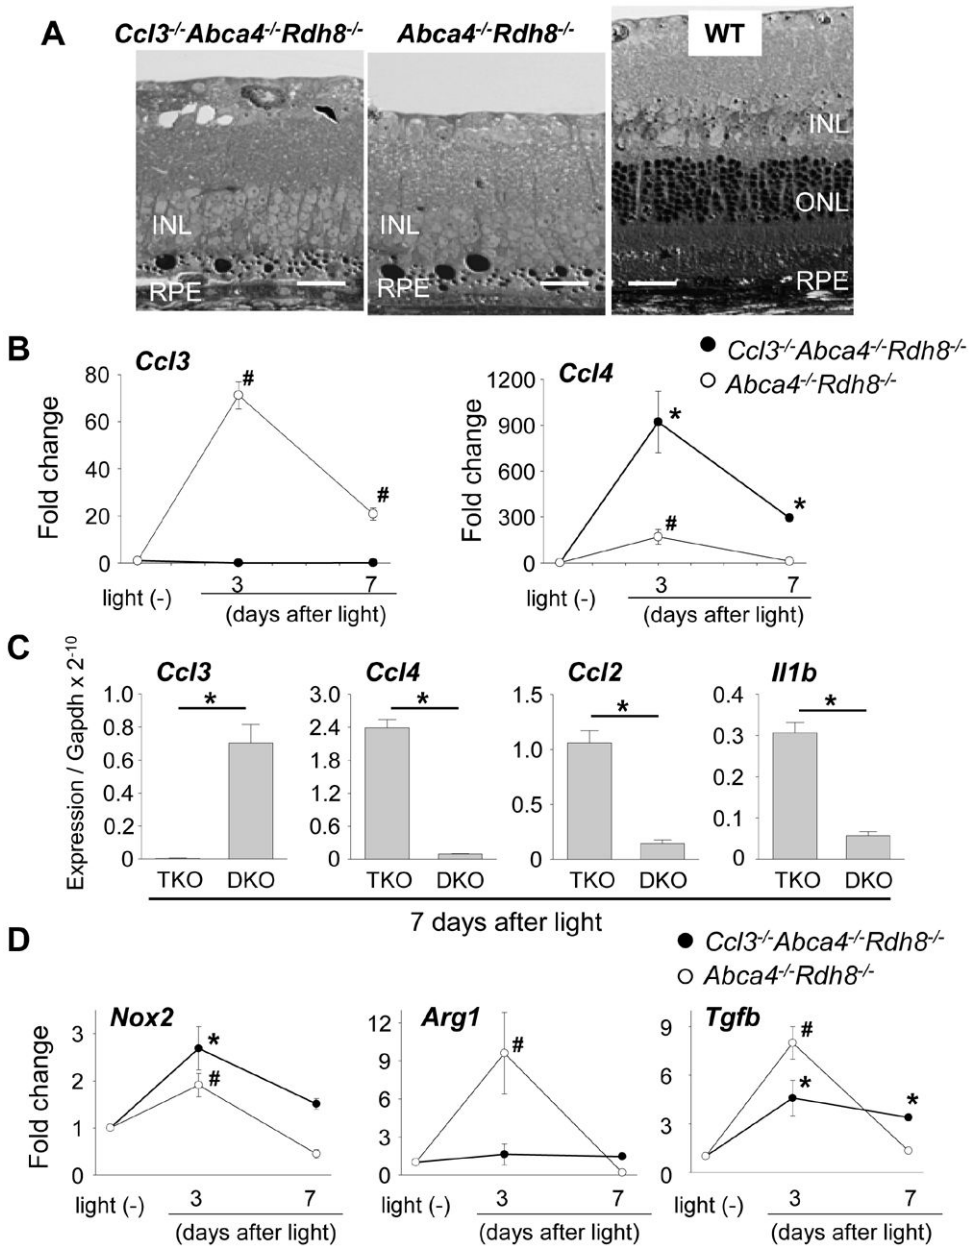 A
Ccl3-/-Abca4-/-Rdh8-/-
Abca4-/-Rdh8-/-
WT
INL
RPE
INL
RPE
INL
ONL
RPE
B
Ccl3
Fold change
80
60
40
20
0
#
#
light (-)
3
7
(days after light)
Ccl4
Ccl3-/-Abca4-/-Rdh8-/-
Abca4-/-Rdh8-/-
Fold change
1200
900
600
300
0
*
*
#
light (-)
3
7
(days after light)
C
Expression / Gapdh x 2-10
Ccl3
1.0
0.8
0.6
0.4
0.2
0
*
TKO DKO
Ccl4
3.0
2.4
1.8
1.2
0.6
0
*
TKO DKO
Ccl2
1.5
1.0
0.5
0
*
TKO DKO
Il1b
0.4
0.3
0.2
0.1
0
*
TKO DKO
7 days after light
D
Ccl3-/-Abca4-/-Rdh8-/-
Abca4-/-Rdh8-/-
Fold change
Nox2
3
2
1
0
*
#
light (-)
3
7
(days after light)
Arg1
12
9
6
3
0
#
light (-)
3
7
(days after light)
Tgfb
9
6
3
0
#
*
*
light (-)
3
7
(days after light)